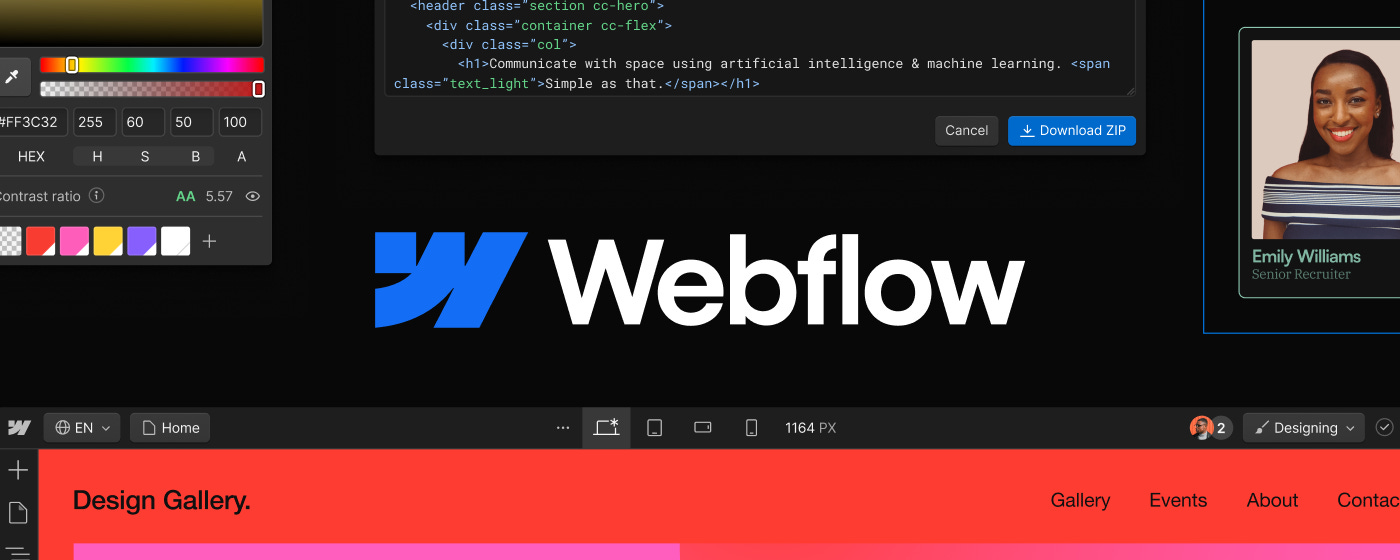 <header class="section cc-hero">
<div class="container cc-flex">
<div class="col">
<h1>Communicate with space using artificial intelligence & machine learning. <span
class="text_light">Simple as that.</span></h1>
Cancel
Download ZIP
#FF3C32 255 60 50 100
HEX H S B A
Contrast ratio AA 5.57
Webflow
Emily Williams
Senior Recruiter
EN Home ... 1164 PX 2 Designing
Design Gallery. Gallery Events About Contac